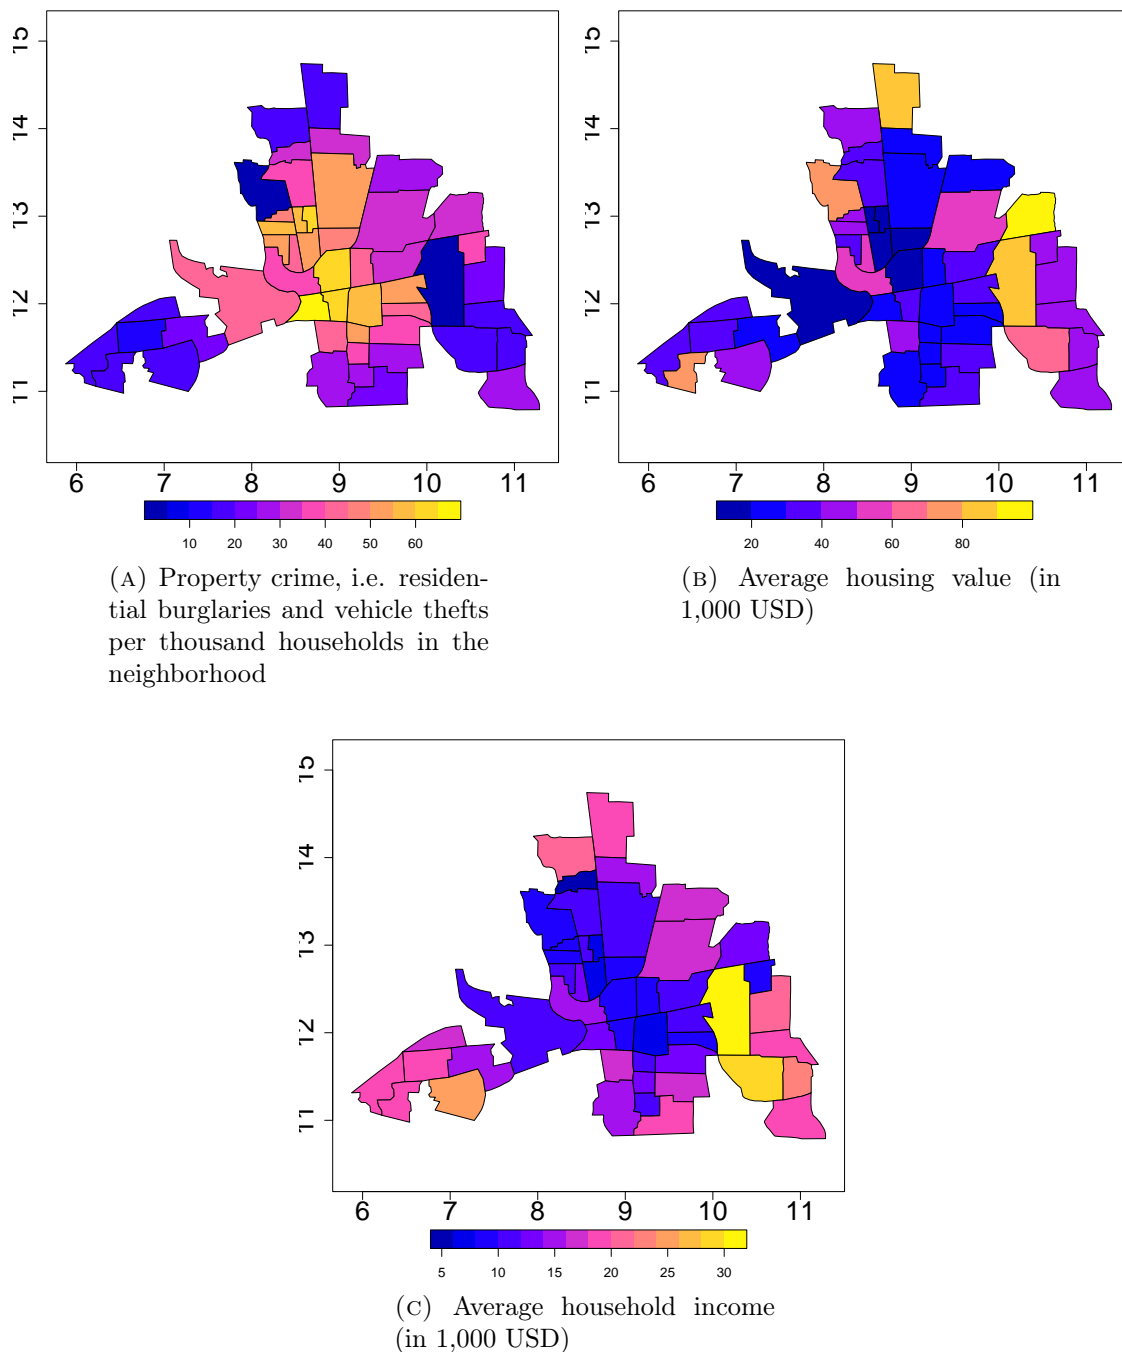 15
14
13
12
11
6 7 8 9 10 11
10 20 30 40 50 60
(A) Property crime, i.e. residen-
tial burglaries and vehicle thefts
per thousand households in the
neighborhood
15
14
13
12
11
6 7 8 9 10 11
20 40 60 80
(B) Average housing value (in
1,000 USD)
15
14
13
12
11
6 7 8 9 10 11
5 10 15 20 25 30
(C) Average household income
(in 1,000 USD)